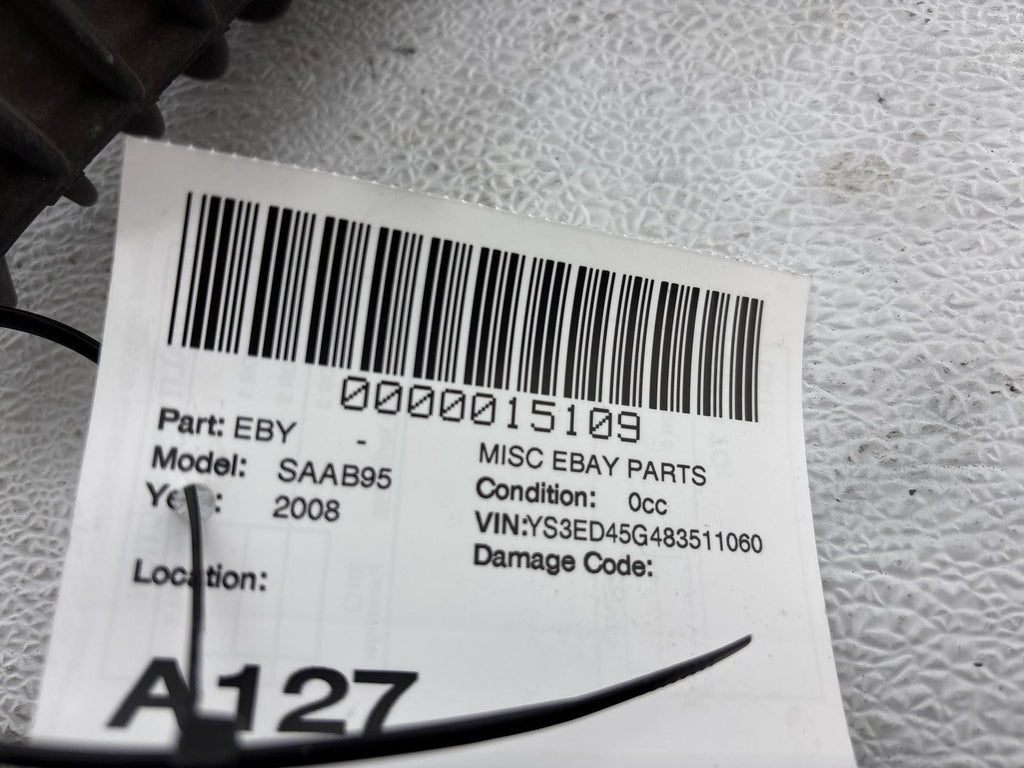 0000015109
Part: EBY - MISC EBAY PARTS
Model: SAAB95 Condition: 0cc
2008 VIN:YS3ED45G483511060
Location: Damage Code:
A127